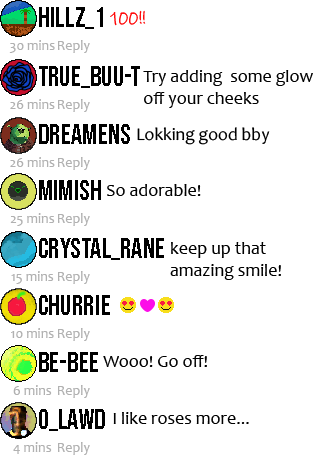 HILLZ_1 100!!
30 mins Reply
TRUE_BUU-T Try adding some glow
off your cheeks
26 mins Reply
DREAMENS Lokking good bby
26 mins Reply
MIMISH So adorable!
25 mins Reply
CRYSTAL_RANE keep up that
amazing smile!
15 mins Reply
CHURRIE 😍💜😍
10 mins Reply
BE-BEE Wooo! Go off!
6 mins Reply
O_LAWD I like roses more...
4 mins Reply